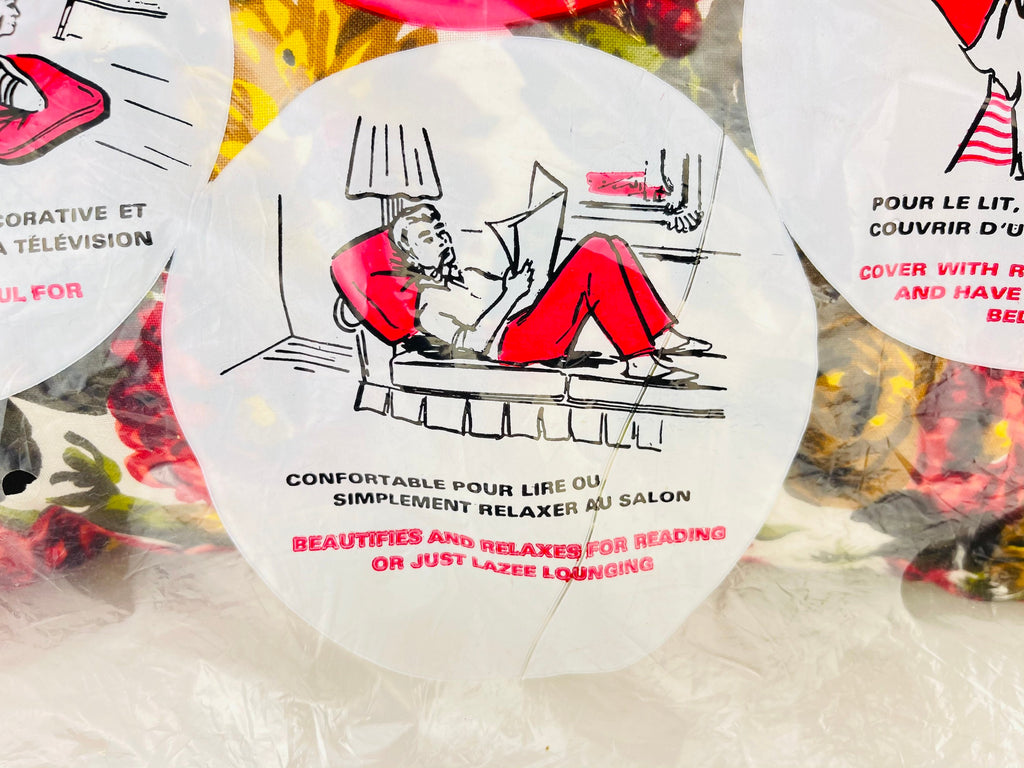 CORATIVE ET
A TÉLÉVISION
UL FOR
CONFORTABLE POUR LIRE OU
SIMPLEMENT RELAXER AU SALON
BEAUTIFIES AND RELAXES FOR READING
OR JUST LAZEE LOUNGING
POUR LE LIT,
COUVRIR D'U
COVER WITH R
AND HAVE
BED